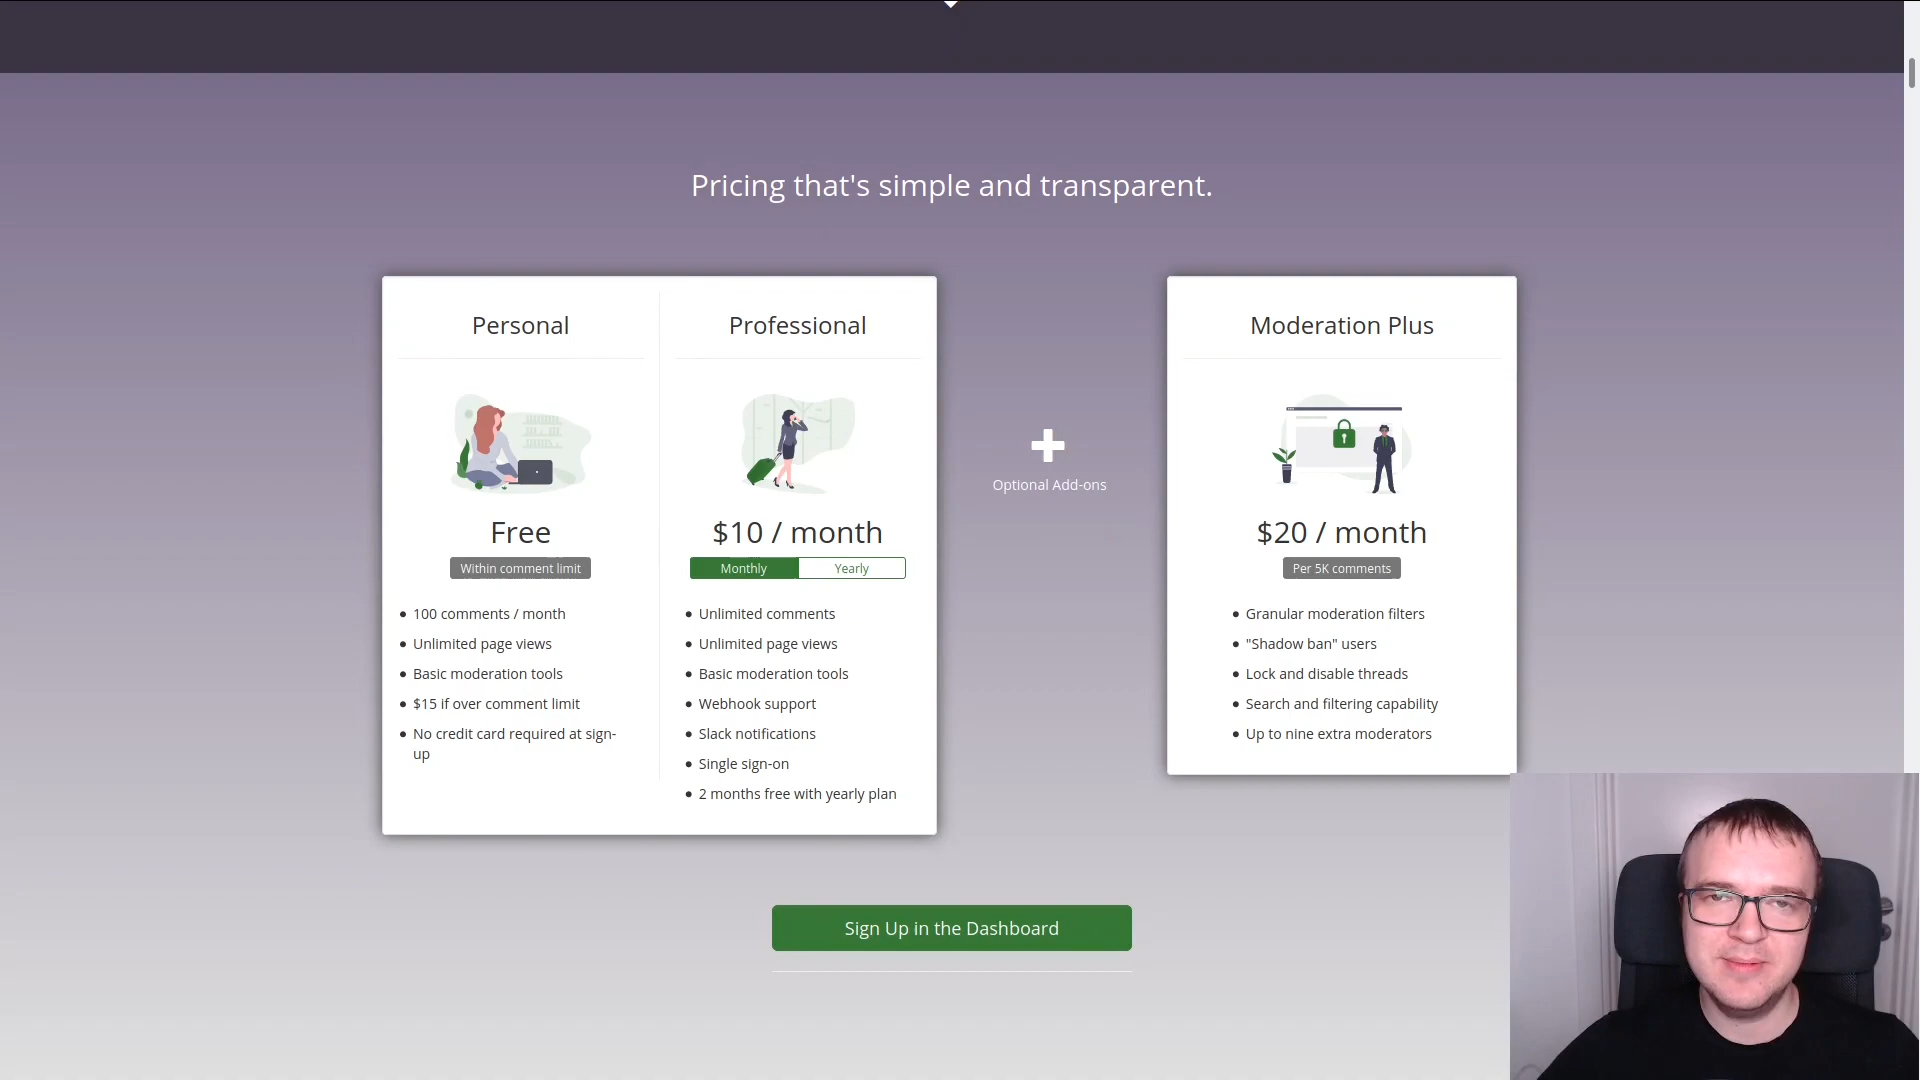 Pricing that's simple and transparent.
Personal
Free
Within comment limit
100 comments / month
Unlimited page views
Basic moderation tools
$15 if over comment limit
No credit card required at sign-
up
Professional
$10 / month
Monthly Yearly
Unlimited comments
Unlimited page views
Basic moderation tools
Webhook support
Slack notifications
Single sign-on
2 months free with yearly plan
Optional Add-ons
Moderation Plus
$20 / month
Per 5K comments
Granular moderation filters
"Shadow ban" users
Lock and disable threads
Search and filtering capability
Up to nine extra moderators
Sign Up in the Dashboard